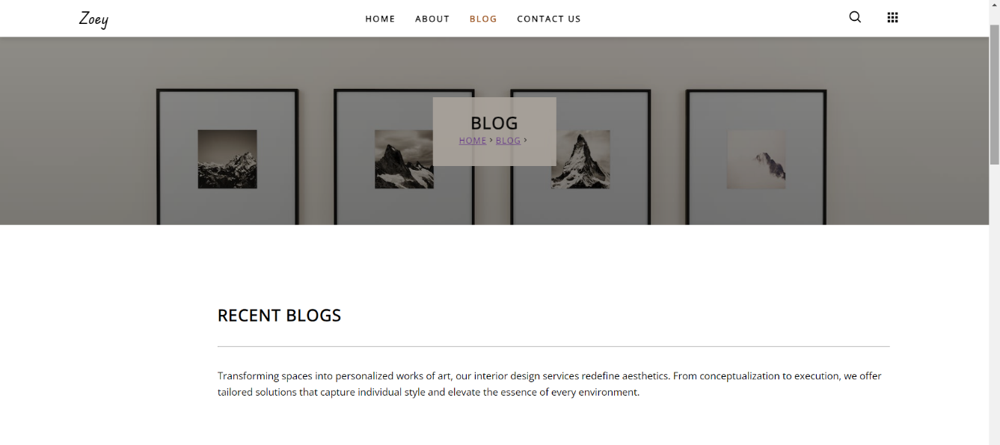 Zoey
HOME ABOUT BLOG CONTACT US
BLOG
HOME > BLOG >
RECENT BLOGS
Transforming spaces into personalized works of art, our interior design services redefine aesthetics. From conceptualization to execution, we offer
tailored solutions that capture individual style and elevate the essence of every environment.